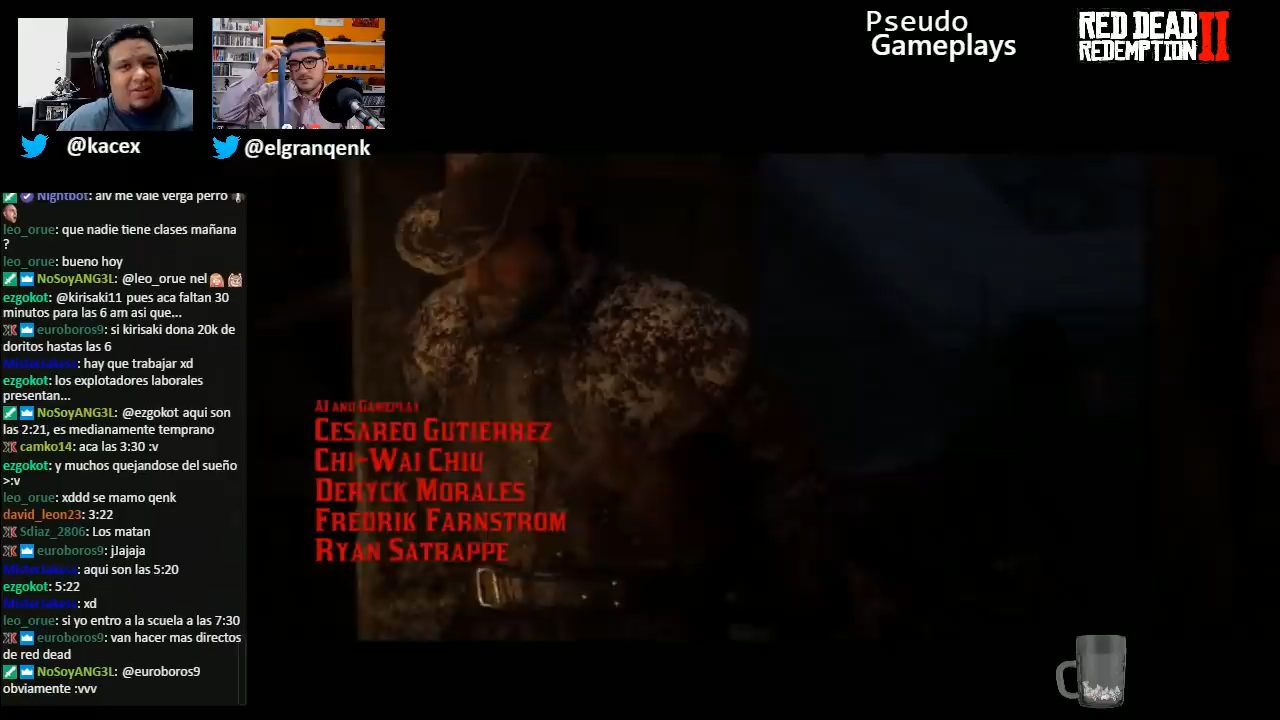 Pseudo
Gameplays
RED DEAD
REDEMPTION II
@kacex
@elgranqenk
Nightbot: alv me vale verga perro
leo_orue: que nadie tiene clases mañana
?
leo_orue: bueno hoy
NoSoyANG3L: @leo_orue nel
ezgokot: @kirisaki11 pues aca faltan 30
minutos para las 6 am asi que...
euroboros9: si kirisaki dona 20k de
doritos hastas las 6
hay que trabajar xd
ezgokot: los explotadores laborales
presentan...
NoSoyANG3L: @ezgokot aqui son
las 2:21, es medianamente temprano
camko14: aca las 3:30 :v
ezgokot: y muchos quejandose del sueño
>:v
leo_orue: xddd se mamo qenk
david_leon23: 3:22
Sdiaz_2806: Los matan
euroboros9: jJajaja
aqui son las 5:20
ezgokot: 5:22
xd
leo_orue: si yo entro a la scuela a las 7:30
euroboros9: van hacer mas directos
de red dead
NoSoyANG3L: @euroboros9
obviamente :vvv
AI and Gameplay
Cesareo Gutierrez
Chi-Wai Chiu
Deryck Morales
Fredrik Farnstrom
Ryan Satrappe